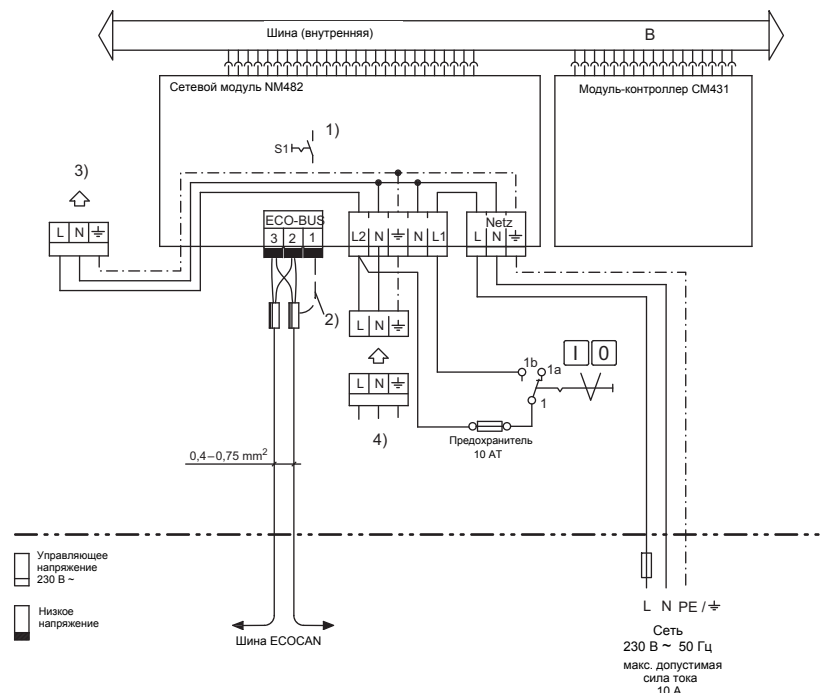 Шина (внутренняя)
B
Сетевой модуль NM482
Модуль-контроллер CM431
1)
S1
3)
ECO-BUS
Netz
L N
3 2 1
L2 N N L1
L N
2)
L N
I 0
1b
1a
L N
1
4)
Предохранитель
10 АТ
0,4–0,75 mm²
Управляющее
напряжение
230 В ~
Низкое
напряжение
L N PE /
Шина ECOCAN
Сеть
230 В ~ 50 Гц
макс. допустимая
сила тока
10 А